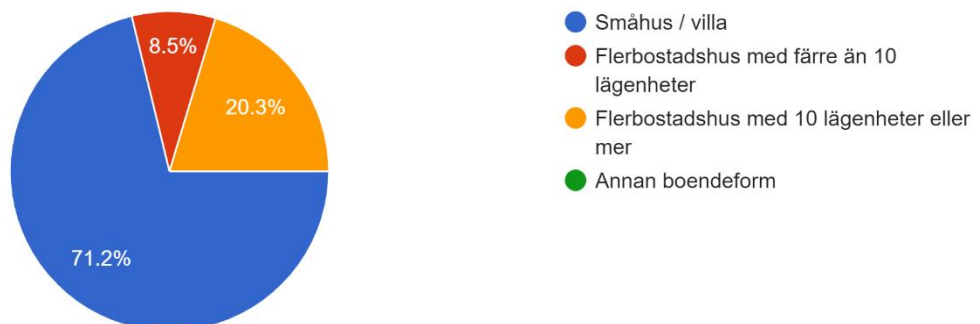 8.5%
20.3%
71.2%
Småhus / villa
Flerbostadshus med färre än 10
lägenheter
Flerbostadshus med 10 lägenheter eller
mer
Annan boendeform